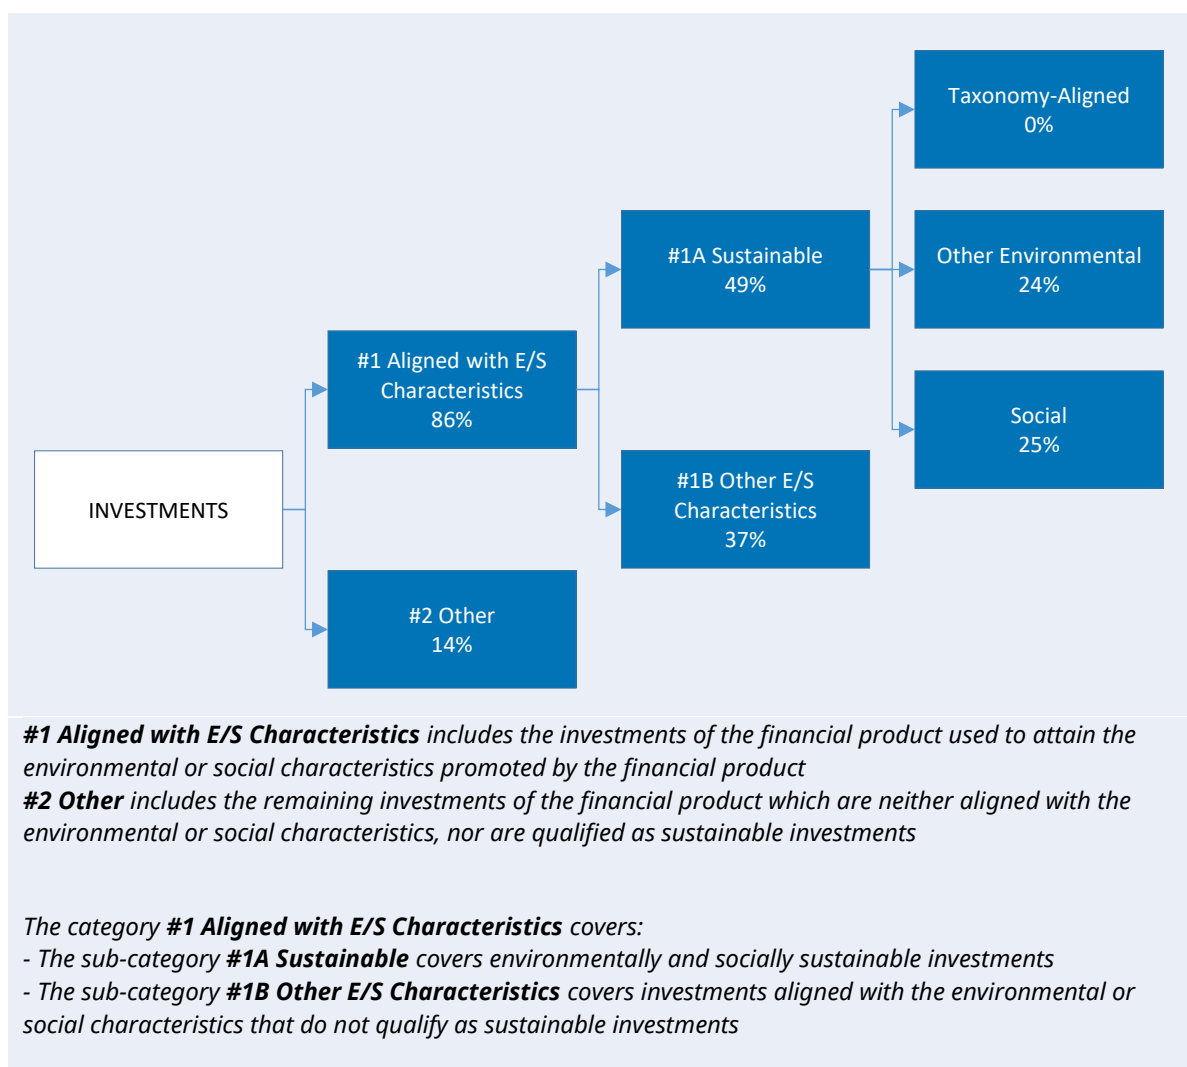 Taxonomy-Aligned
0%
#1A Sustainable
49%
Other Environmental
24%
#1 Aligned with E/S
Characteristics
86%
Social
25%
INVESTMENTS
#1B Other E/S
Characteristics
37%
#2 Other
14%
#1 Aligned with E/S Characteristics includes the investments of the financial product used to attain the
environmental or social characteristics promoted by the financial product
#2 Other includes the remaining investments of the financial product which are neither aligned with the
environmental or social characteristics, nor are qualified as sustainable investments
The category #1 Aligned with E/S Characteristics covers:
- The sub-category #1A Sustainable covers environmentally and socially sustainable investments
- The sub-category #1B Other E/S Characteristics covers investments aligned with the environmental or
social characteristics that do not qualify as sustainable investments